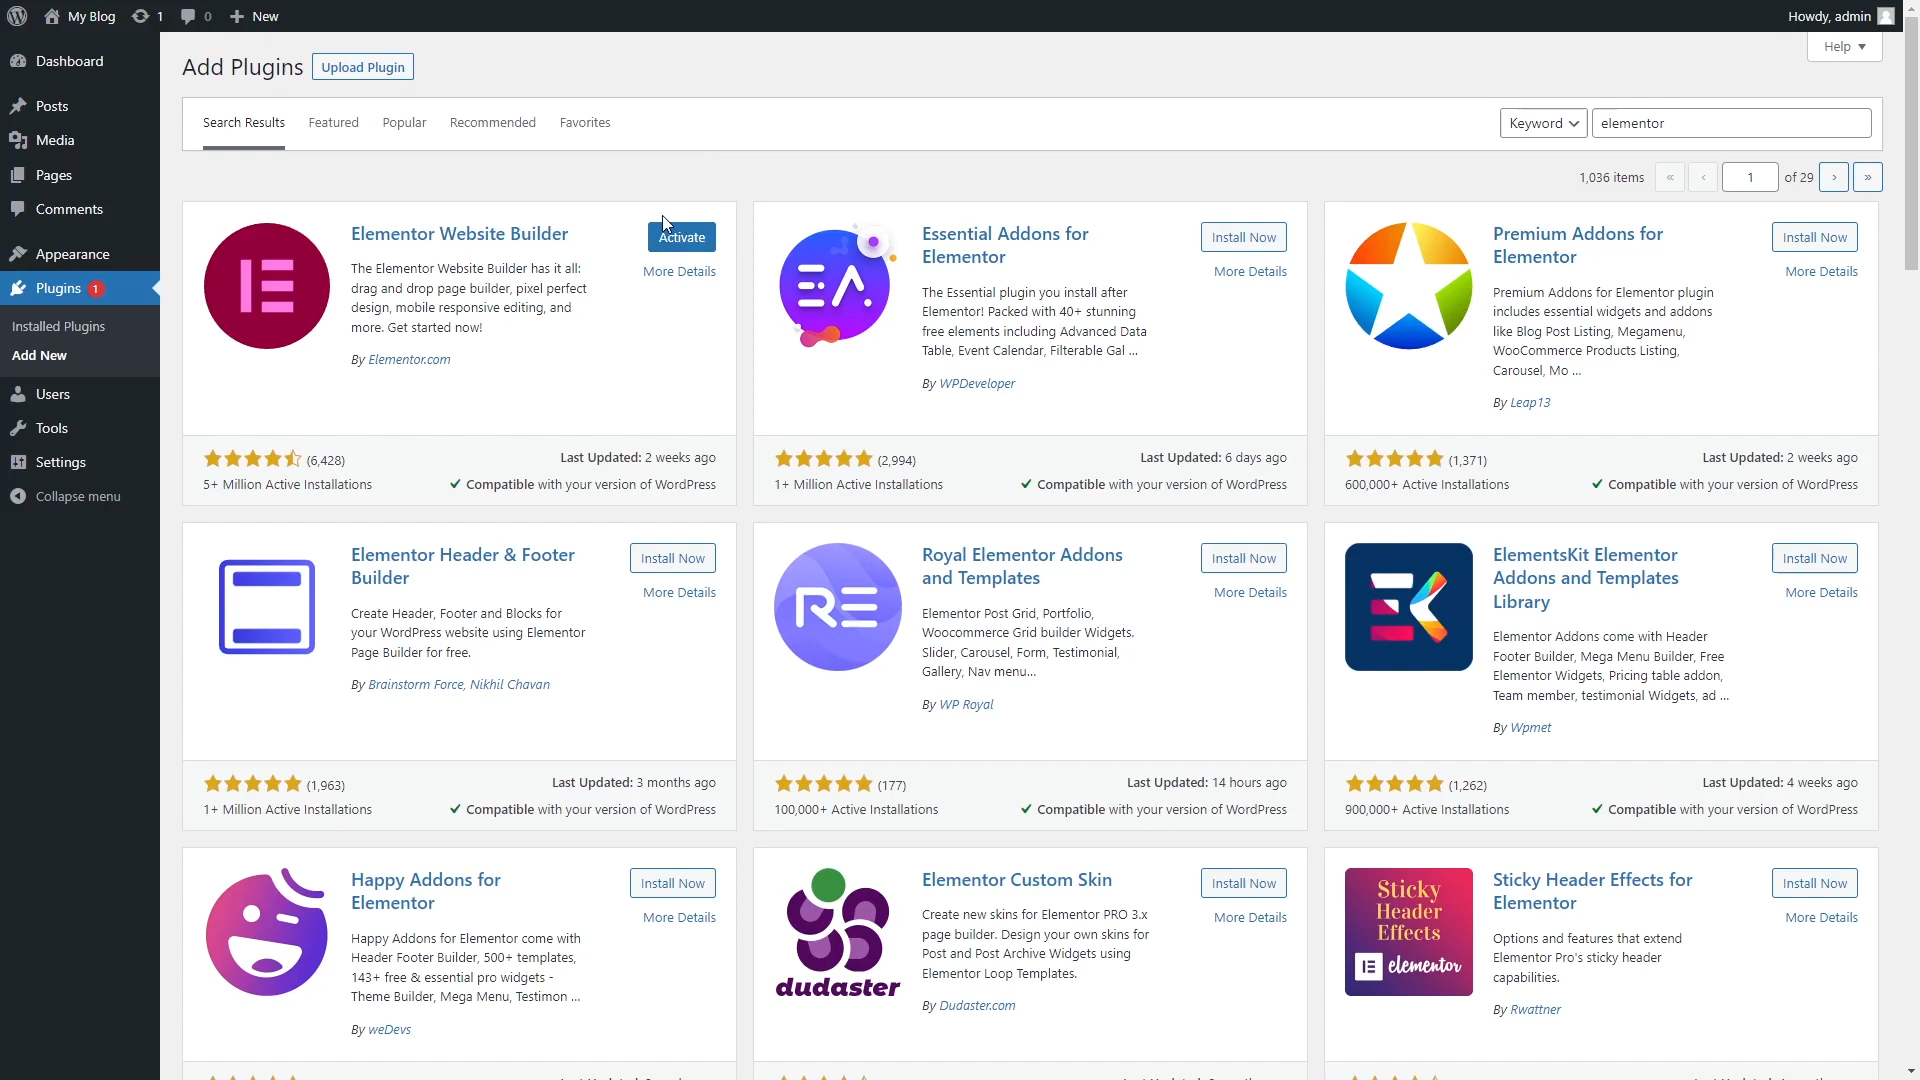 My Blog
1
0
New
Howdy, admin
Help
Dashboard
Posts
Media
Pages
Comments
Appearance
Plugins 1
Installed Plugins
Add New
Users
Tools
Settings
Collapse menu
Add Plugins
Upload Plugin
Search Results
Featured
Popular
Recommended
Favorites
Keyword
elementor
1,036 items
«
‹
1
of 29
›
»
Elementor Website Builder
Activate
More Details
The Elementor Website Builder has it all:
drag and drop page builder, pixel perfect
design, mobile responsive editing, and
more. Get started now!
By Elementor.com
(6,428)
Last Updated: 2 weeks ago
5+ Million Active Installations
Compatible with your version of WordPress
Essential Addons for
Elementor
Install Now
More Details
The Essential plugin you install after
Elementor! Packed with 40+ stunning
free elements including Advanced Data
Table, Event Calendar, Filterable Gal ...
By WPDeveloper
(2,994)
Last Updated: 6 days ago
1+ Million Active Installations
Compatible with your version of WordPress
Premium Addons for
Elementor
Install Now
More Details
Premium Addons for Elementor plugin
includes essential widgets and addons
like Blog Post Listing, Megamenu,
WooCommerce Products Listing,
Carousel, Mo ...
By Leap13
(1,371)
Last Updated: 2 weeks ago
600,000+ Active Installations
Compatible with your version of WordPress
Elementor Header & Footer
Builder
Install Now
More Details
Create Header, Footer and Blocks for
your WordPress website using Elementor
Page Builder for free.
By Brainstorm Force, Nikhil Chavan
(1,963)
Last Updated: 3 months ago
1+ Million Active Installations
Compatible with your version of WordPress
RE
Royal Elementor Addons
and Templates
Install Now
More Details
Elementor Post Grid, Portfolio,
Woocommerce Grid builder Widgets.
Slider, Carousel, Form, Testimonial,
Gallery, Nav menu...
By WP Royal
(177)
Last Updated: 14 hours ago
100,000+ Active Installations
Compatible with your version of WordPress
ElementsKit Elementor
Addons and Templates
Library
Install Now
More Details
Elementor Addons come with Header
Footer Builder, Mega Menu Builder, Free
Elementor Widgets, Pricing table addon,
Team member, testimonial Widgets, ad ...
By Wpmet
(1,262)
Last Updated: 4 weeks ago
900,000+ Active Installations
Compatible with your version of WordPress
Happy Addons for
Elementor
Install Now
More Details
Happy Addons for Elementor come with
Header Footer Builder, 500+ templates,
143+ free & essential pro widgets -
Theme Builder, Mega Menu, Testimon ...
By weDevs
dudaster
Elementor Custom Skin
Install Now
More Details
Create new skins for Elementor PRO 3.x
page builder. Design your own skins for
Post and Post Archive Widgets using
Elementor Loop Templates.
By Dudaster.com
Sticky
Header
Effects
elementor
Sticky Header Effects for
Elementor
Install Now
More Details
Options and features that extend
Elementor Pro's sticky header
capabilities.
By Rwattner